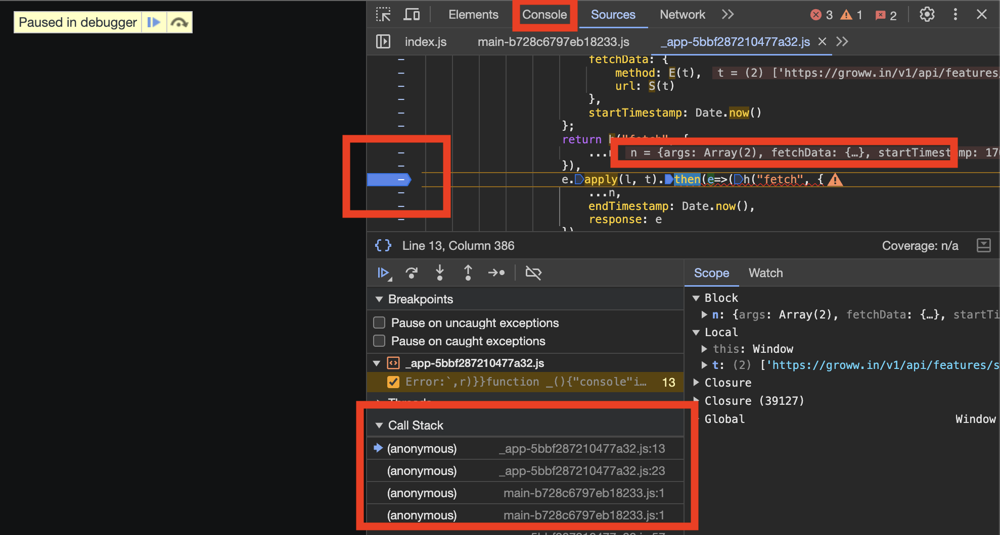 Paused in debugger
Elements Console Sources Network 3 1 2
index.js main-b728c6797eb18233.js _app-5bbf287210477a32.js
fetchData: {
method: E(t), t = (2) ['https://groww.in/v1/api/features/
url: S(t)
},
startTimestamp: Date.now()
};
return h("fetch", {
...n n = {args: Array(2), fetchData: {…}, startTimestamp: 170
}),
e.apply(l, t).then(e=>(h("fetch", {
...n,
endTimestamp: Date.now(),
response: e
})
{} Line 13, Column 386 Coverage: n/a
Scope Watch
Breakpoints
Pause on uncaught exceptions
Pause on caught exceptions
_app-5bbf287210477a32.js
Error:`,r)}}function _(){"console"i… 13
Threads
Call Stack
(anonymous) _app-5bbf287210477a32.js:13
(anonymous) _app-5bbf287210477a32.js:23
(anonymous) main-b728c6797eb18233.js:1
(anonymous) main-b728c6797eb18233.js:1
Block
n: {args: Array(2), fetchData: {…}, startTi
Local
this: Window
t: (2) ['https://groww.in/v1/api/features/s
Closure
Closure (39127)
Global Window